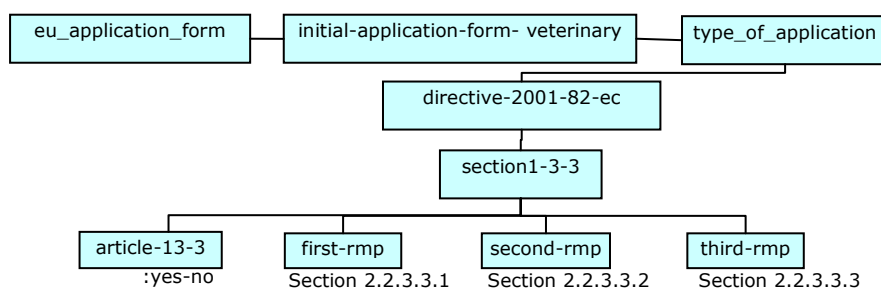 eu_application_form
initial-application-form- veterinary
type_of_application
directive-2001-82-ec
section1-3-3
article-13-3
first-rmp
second-rmp
third-rmp
:yes-no
Section 2.2.3.3.1
Section 2.2.3.3.2
Section 2.2.3.3.3